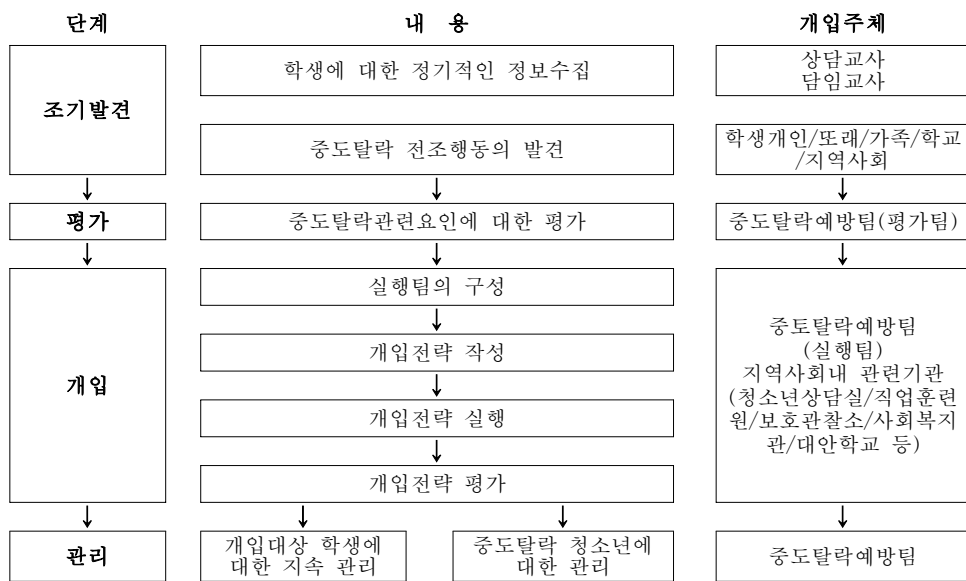 단계
내 용
개입주체
조기발견
학생에 대한 정기적인 정보수집
상담교사
담임교사
중도탈락 전조행동의 발견
학생개인/또래/가족/학교
/지역사회
↓ ↓ ↓
평가
중도탈락관련요인에 대한 평가
중도탈락예방팀(평가팀)
↓ ↓ ↓
개입
실행팀의 구성
↓
개입전략 작성
↓
개입전략 실행
↓
개입전략 평가
중토탈락예방팀
(실행팀)
지역사회내 관련기관
(청소년상담실/직업훈련
원/보호관찰소/사회복지
관/대안학교 등)
↓ ↓ ↓ ↓
관리
개입대상 학생에
대한 지속 관리
중도탈락 청소년에
대한 관리
중도탈락예방팀